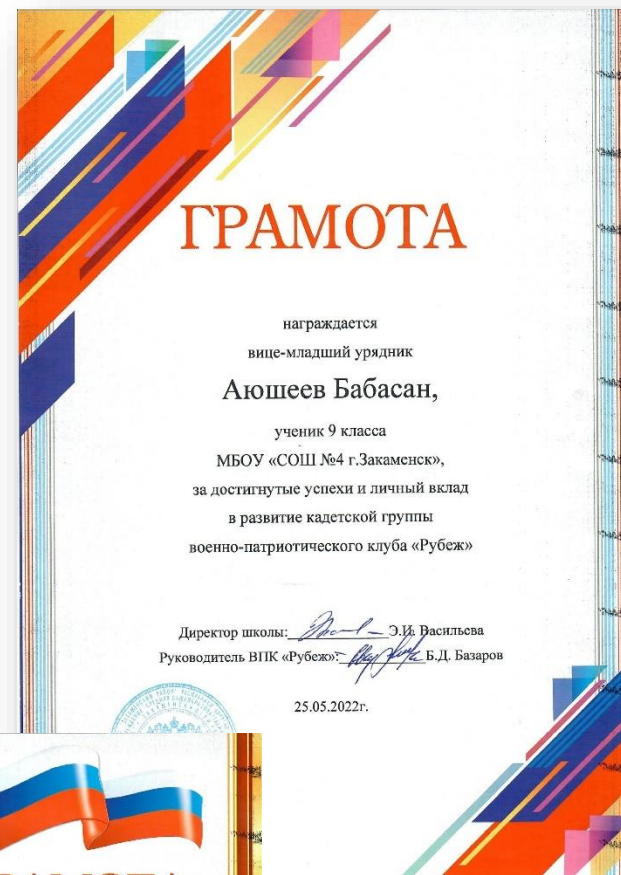 ГРАМОТА
награждается
вице-младший урядник
Аюшеев Бабасан,
ученик 9 класса
МБОУ «СОШ №4 г.Закаменск»,
за достигнутые успехи и личный вклад
в развитие кадетской группы
военно-патриотического клуба «Рубеж»
Директор школы: Э.И. Васильева
Руководитель ВПК «Рубеж»: Б.Д. Базаров
25.05.2022г.